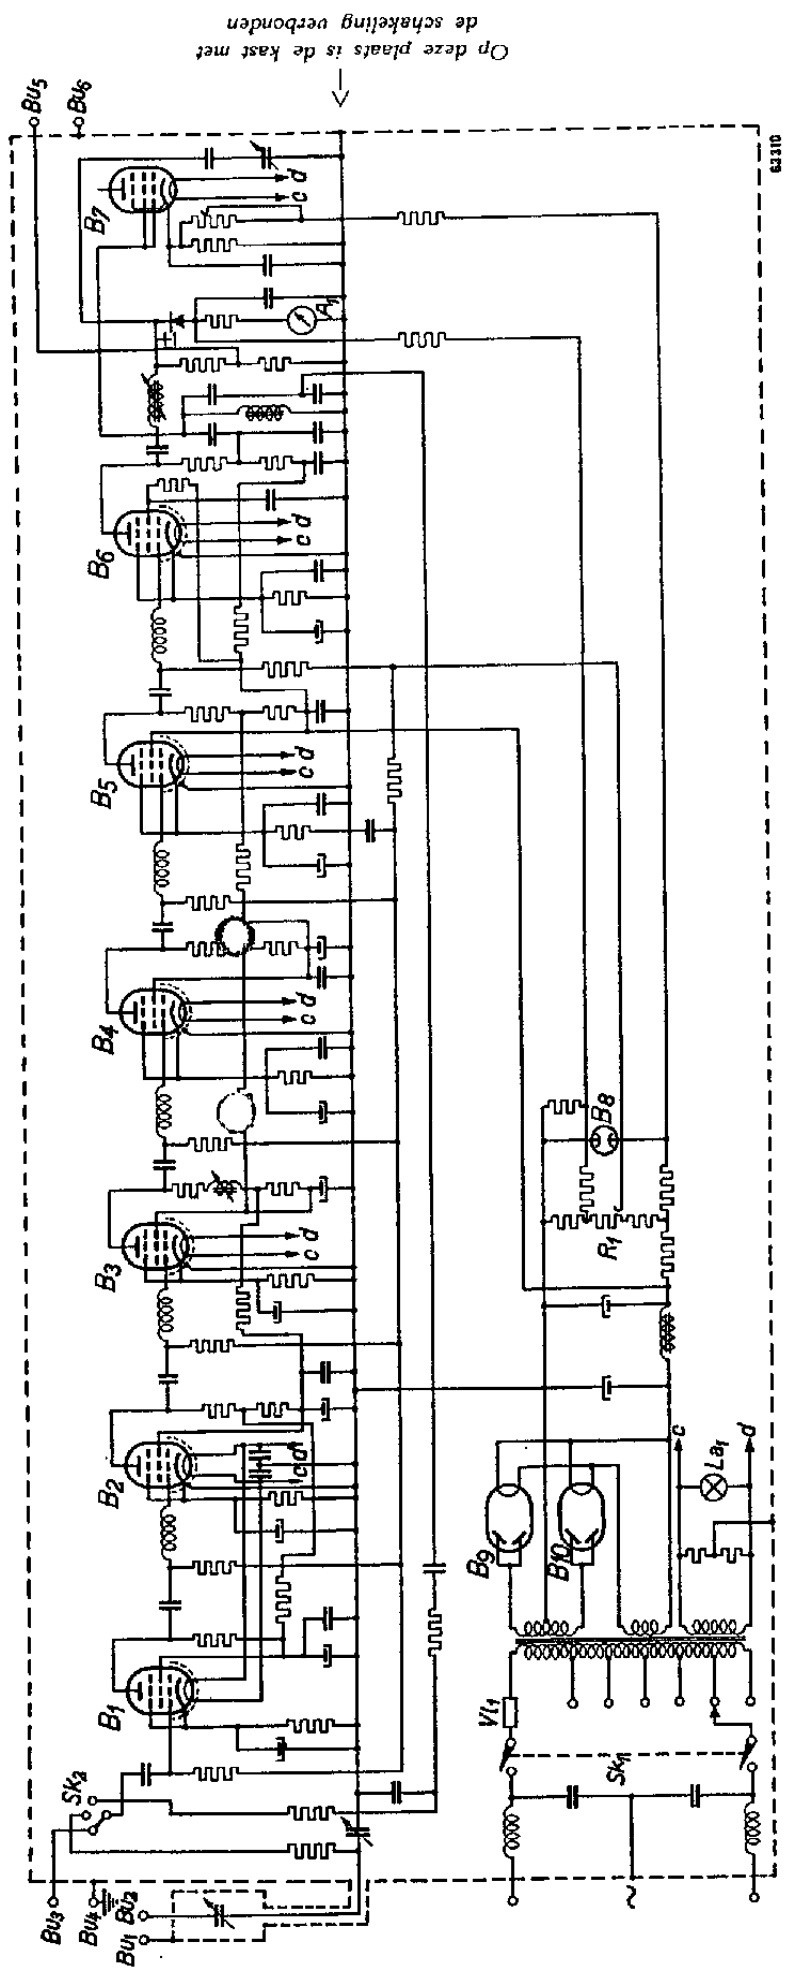 Op deze plaats is de kast met
de schakeling verbonden
Bu5
Bu6
B7
c
d
+
A1
B6
c
d
B5
c
d
B4
c
d
B3
c
d
B2
c
d
B1
Sk2
Bu3
Bu4
Bu2
Bu1
B8
R1
B9
B10
c
d
La1
Vl1
Sk1
~
63310